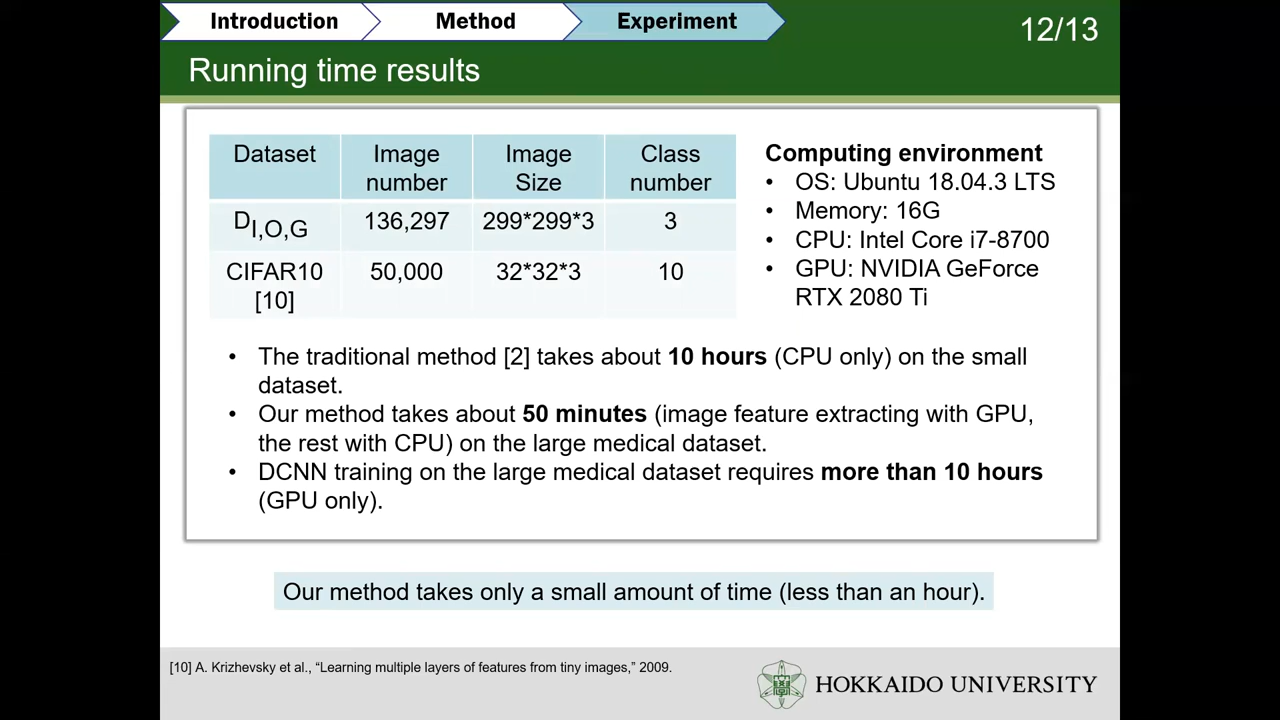 Introduction
Method
Experiment
12/13
Running time results
Dataset
Image
number
Image
Size
Class
number
D I,O,G
136,297
299*299*3
3
CIFAR10
[10]
50,000
32*32*3
10
Computing environment
• OS: Ubuntu 18.04.3 LTS
• Memory: 16G
• CPU: Intel Core i7-8700
• GPU: NVIDIA GeForce
RTX 2080 Ti
• The traditional method [2] takes about 10 hours (CPU only) on the small
dataset.
• Our method takes about 50 minutes (image feature extracting with GPU,
the rest with CPU) on the large medical dataset.
• DCNN training on the large medical dataset requires more than 10 hours
(GPU only).
Our method takes only a small amount of time (less than an hour).
[10] A. Krizhevsky et al., “Learning multiple layers of features from tiny images,” 2009.
HOKKAIDO UNIVERSITY